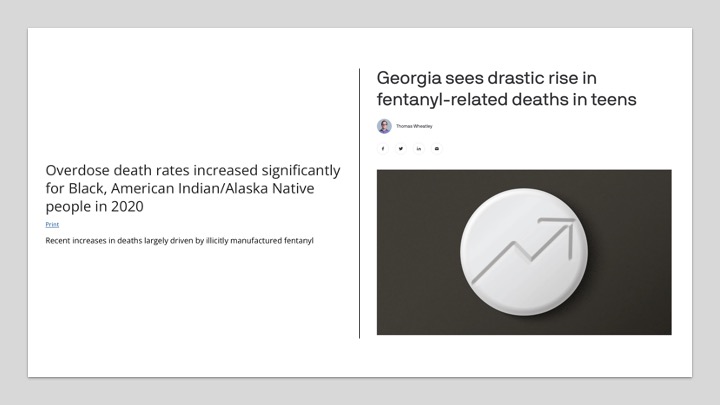 Overdose death rates increased significantly
for Black, American Indian/Alaska Native
people in 2020
Print
Recent increases in deaths largely driven by illicitly manufactured fentanyl
Georgia sees drastic rise in
fentanyl-related deaths in teens
Thomas Wheatley